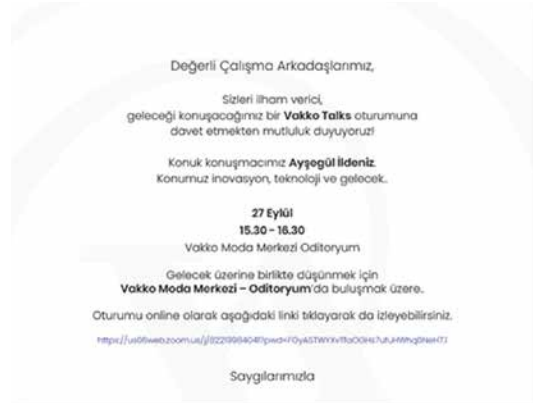 Değerli Çalışma Arkadaşlarımız,
Sizleri ilham verici,
geleceği konuşacağımız bir Vakko Talks oturumuna
davet etmekten mutluluk duyuyoruz!
Konuk konuşmacımız Ayşegül İldeniz.
Konumuz inovasyon, teknoloji ve gelecek..
27 Eylül
15.30 - 16.30
Vakko Moda Merkezi Oditoryum
Gelecek üzerine birlikte düşünmek için
Vakko Moda Merkezi – Oditoryum'da buluşmak üzere..
Oturumu online olarak aşağıdaki linki tıklayarak da izleyebilirsiniz.
Saygılarımızla